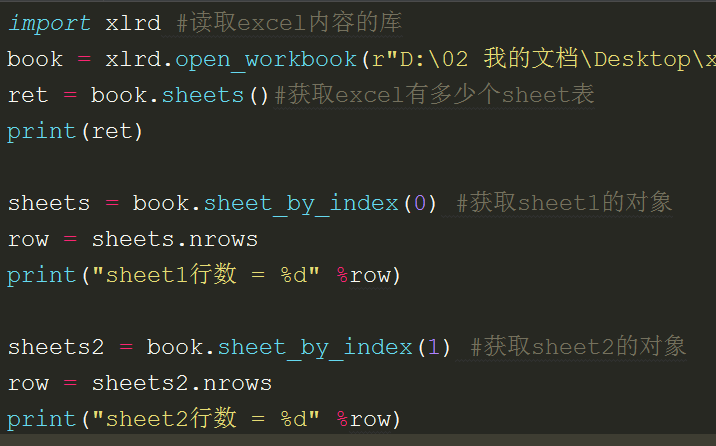 import xlrd #读取excel内容的库
book = xlrd.open_workbook(r"D:\02 我的文档\Desktop\x
ret = book.sheets()#获取excel有多少个sheet表
print(ret)
sheets = book.sheet_by_index(0) #获取sheet1的对象
row = sheets.nrows
print("sheet1行数 = %d" %row)
sheets2 = book.sheet_by_index(1) #获取sheet2的对象
row = sheets2.nrows
print("sheet2行数 = %d" %row)